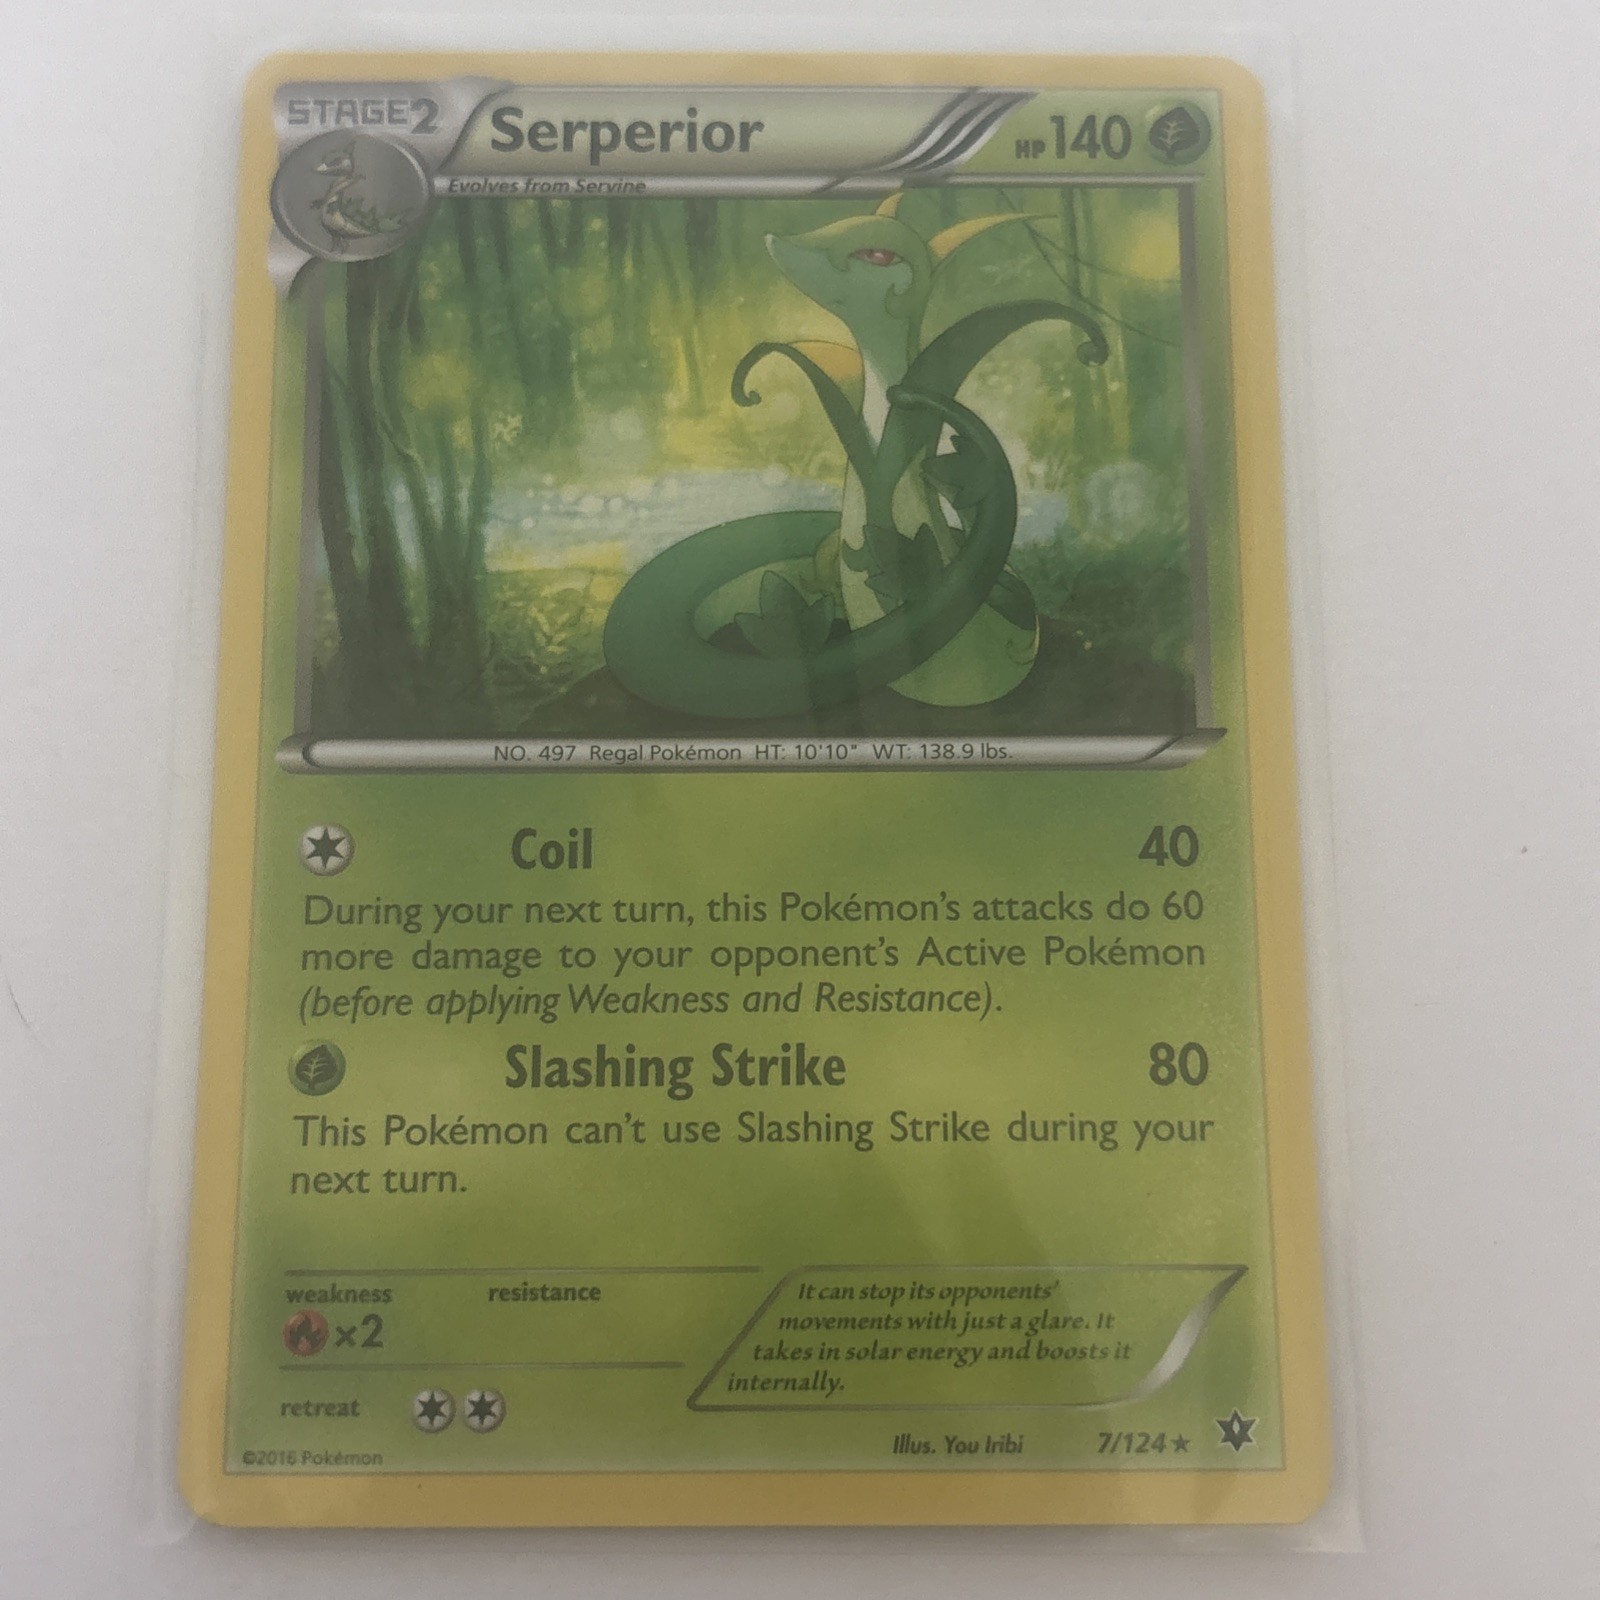 STAGE2
Serperior
HP 140
Evolves from Servine
NO. 497 Regal Pokémon HT: 10'10" WT: 138.9 lbs.
Coil 40
During your next turn, this Pokémon's attacks do 60
more damage to your opponent's Active Pokémon
(before applying Weakness and Resistance).
Slashing Strike 80
This Pokémon can't use Slashing Strike during your
next turn.
weakness resistance
×2
retreat
It can stop its opponents'
movements with just a glare. It
takes in solar energy and boosts it
internally.
©2016 Pokémon
Illus. You Iribi 7/124 ★